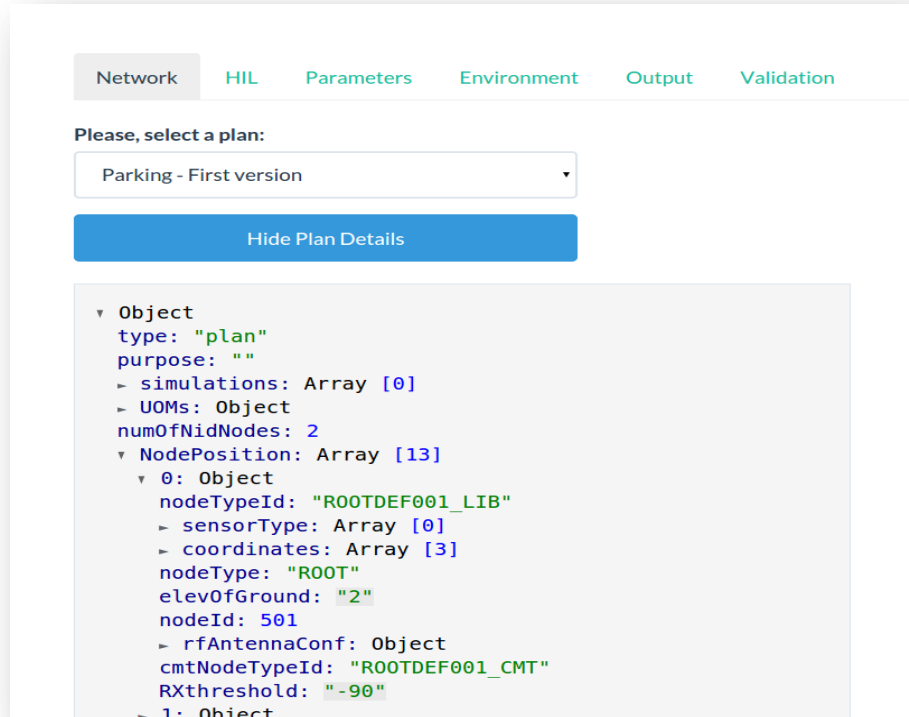 Network HIL Parameters Environment Output Validation
Please, select a plan:
Parking - First version
Hide Plan Details
Object
type: "plan"
purpose: ""
simulations: Array [0]
UOMs: Object
numOfNidNodes: 2
NodePosition: Array [13]
0: Object
nodeTypeId: "ROOTDEF001_LIB"
sensorType: Array [0]
coordinates: Array [3]
nodeType: "ROOT"
elevOfGround: "2"
nodeId: 501
rfAntennaConf: Object
cmtNodeTypeId: "ROOTDEF001_CMT"
RXthreshold: "-90"
1: Object